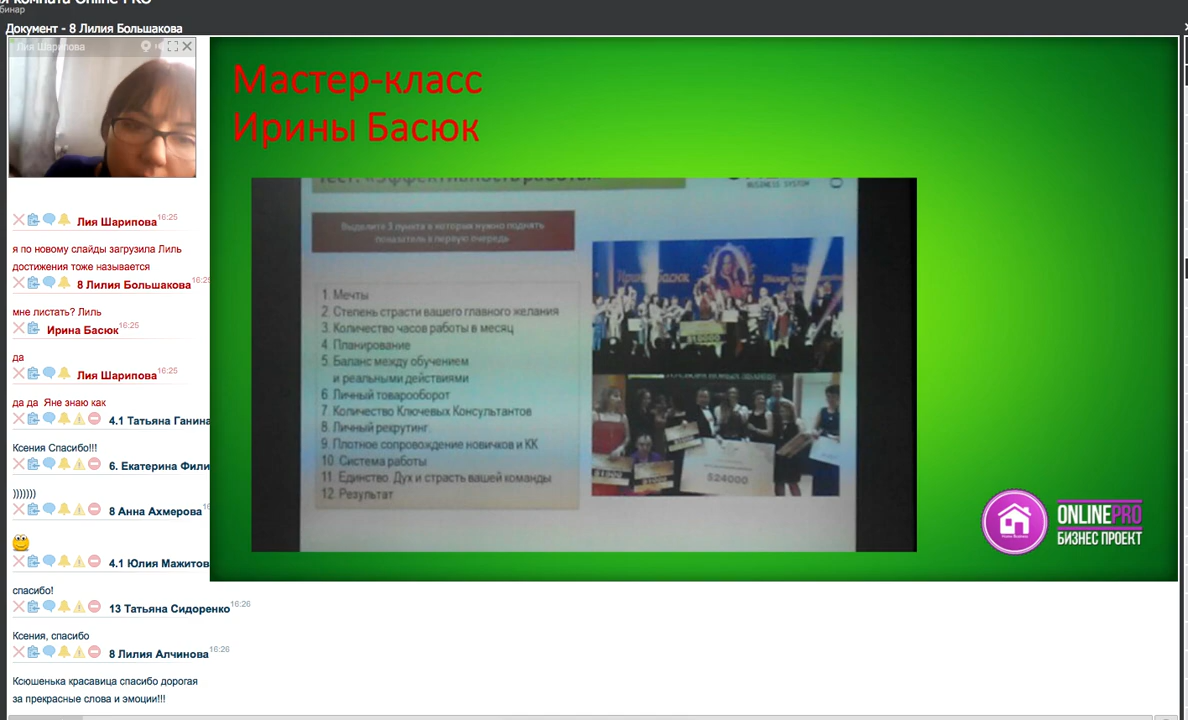 комната Online PRO
бинар
Документ - 8 Лилия Большакова
Лия Шарипова
Лия Шарипова 16:25
я по новому слайды загрузила Лиль
достижения тоже называется
8 Лилия Большакова 16:25
мне листать? Лиль
Ирина Басюк 16:25
да
Лия Шарипова 16:25
да да Яне знаю как
4.1 Татьяна Ганина
Ксения Спасибо!!!
6. Екатерина Фили
)))))))
8 Анна Ахмерова
4.1 Юлия Мажитов
спасибо!
13 Татьяна Сидоренко 16:26
Ксения, спасибо
8 Лилия Алчинова 16:26
Ксюшенька красавица спасибо дорогая
за прекрасные слова и эмоции!!!
Мастер-класс
Ирины Басюк
BUSINESS SYSTEM
Выделите 3 пункта в которых нужно поднять
показатель в первую очередь
1. Мечты
2. Степень страсти вашего главного желания
3. Количество часов работы в месяц
4. Планирование
5. Баланс между обучением
и реальными действиями
6 Личный товарооборот
7. Количество Ключевых Консультантов
8. Личный рекрутинг.
9. Плотное сопровождение новичков и КК
10. Система работы
11. Единство. Дух и страсть вашей команды
12. Результат
Басюк
$24000
ONLINEPRO
БИЗНЕС ПРОЕКТ